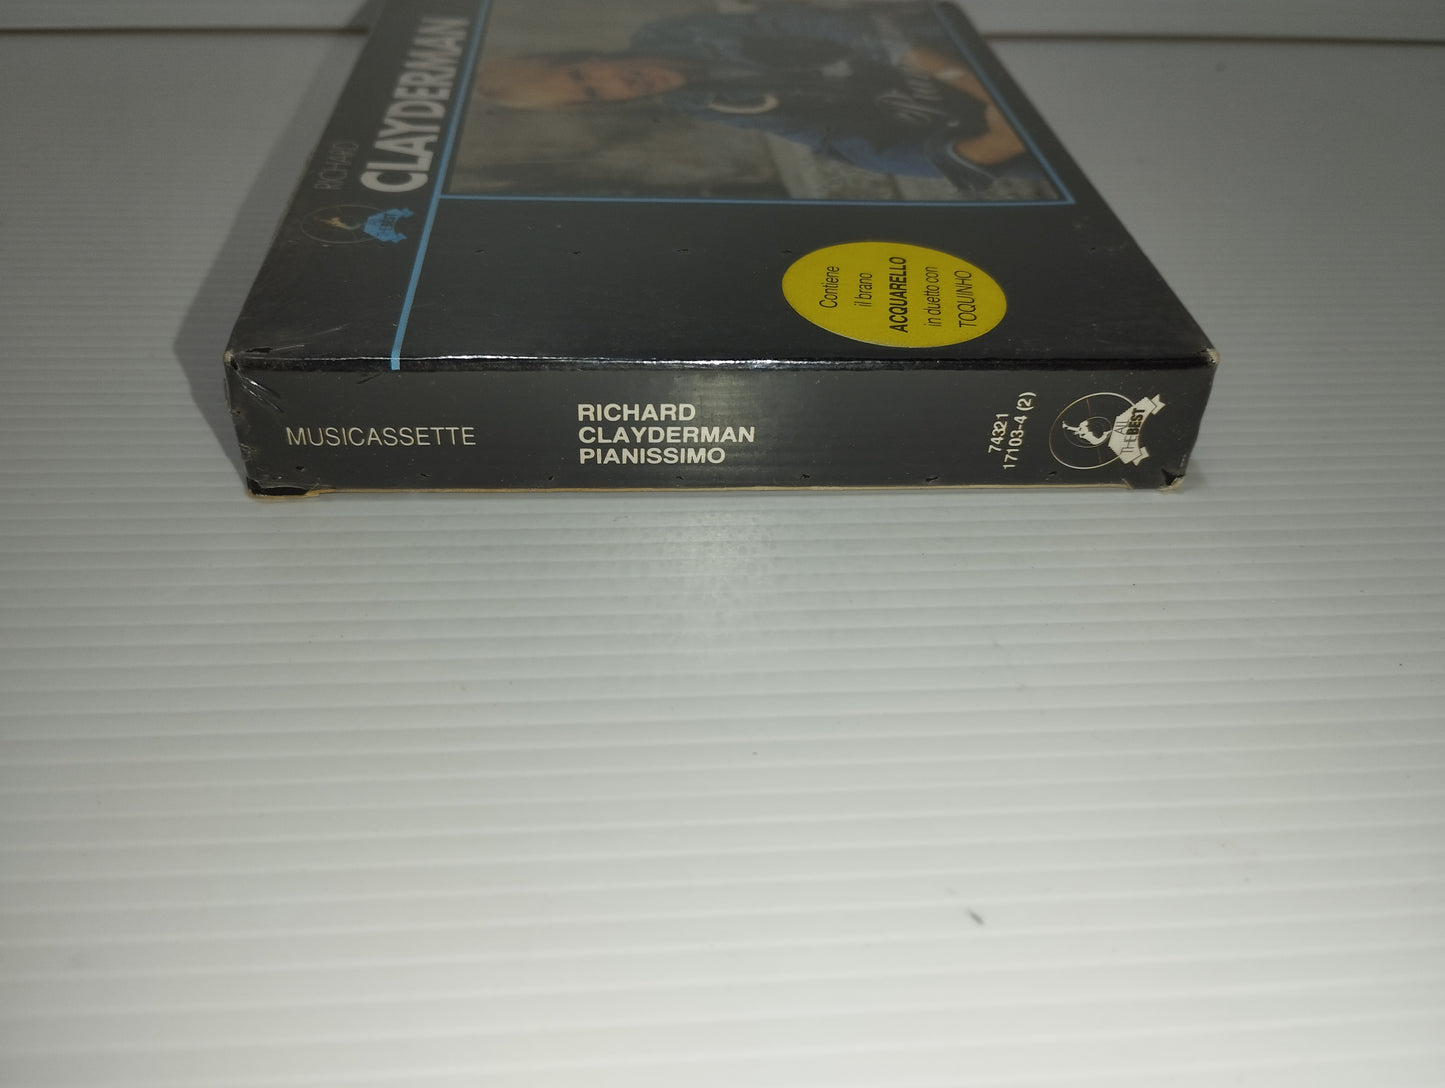 RICHARD
CLAYDERMAN
Contiene
il brano
ACQUARELLO
in duetto con
TOQUINHO
MUSICASSETTE
RICHARD
CLAYDERMAN
PIANISSIMO
74321
17103-4 (2)
ALL
THE BEST